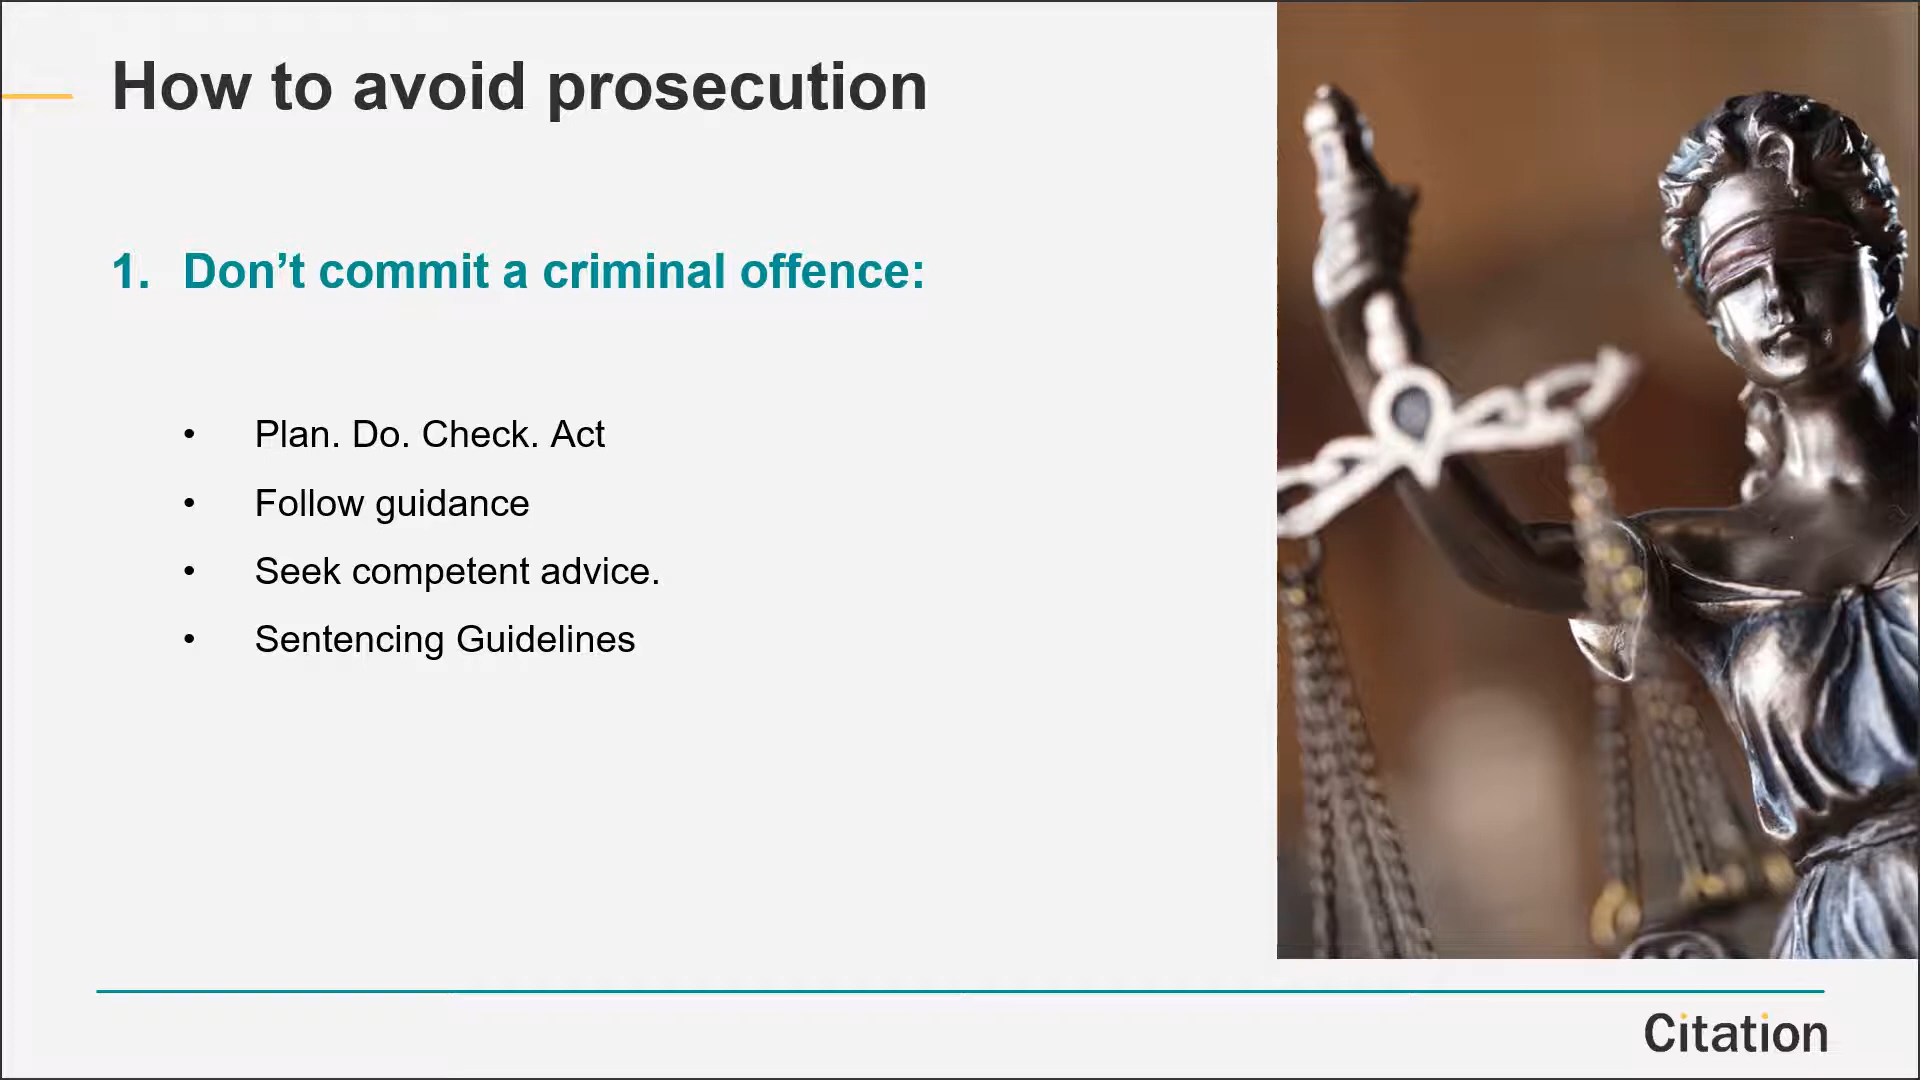 How to avoid prosecution
1. Don’t commit a criminal offence:
• Plan. Do. Check. Act
• Follow guidance
• Seek competent advice.
• Sentencing Guidelines
Citation